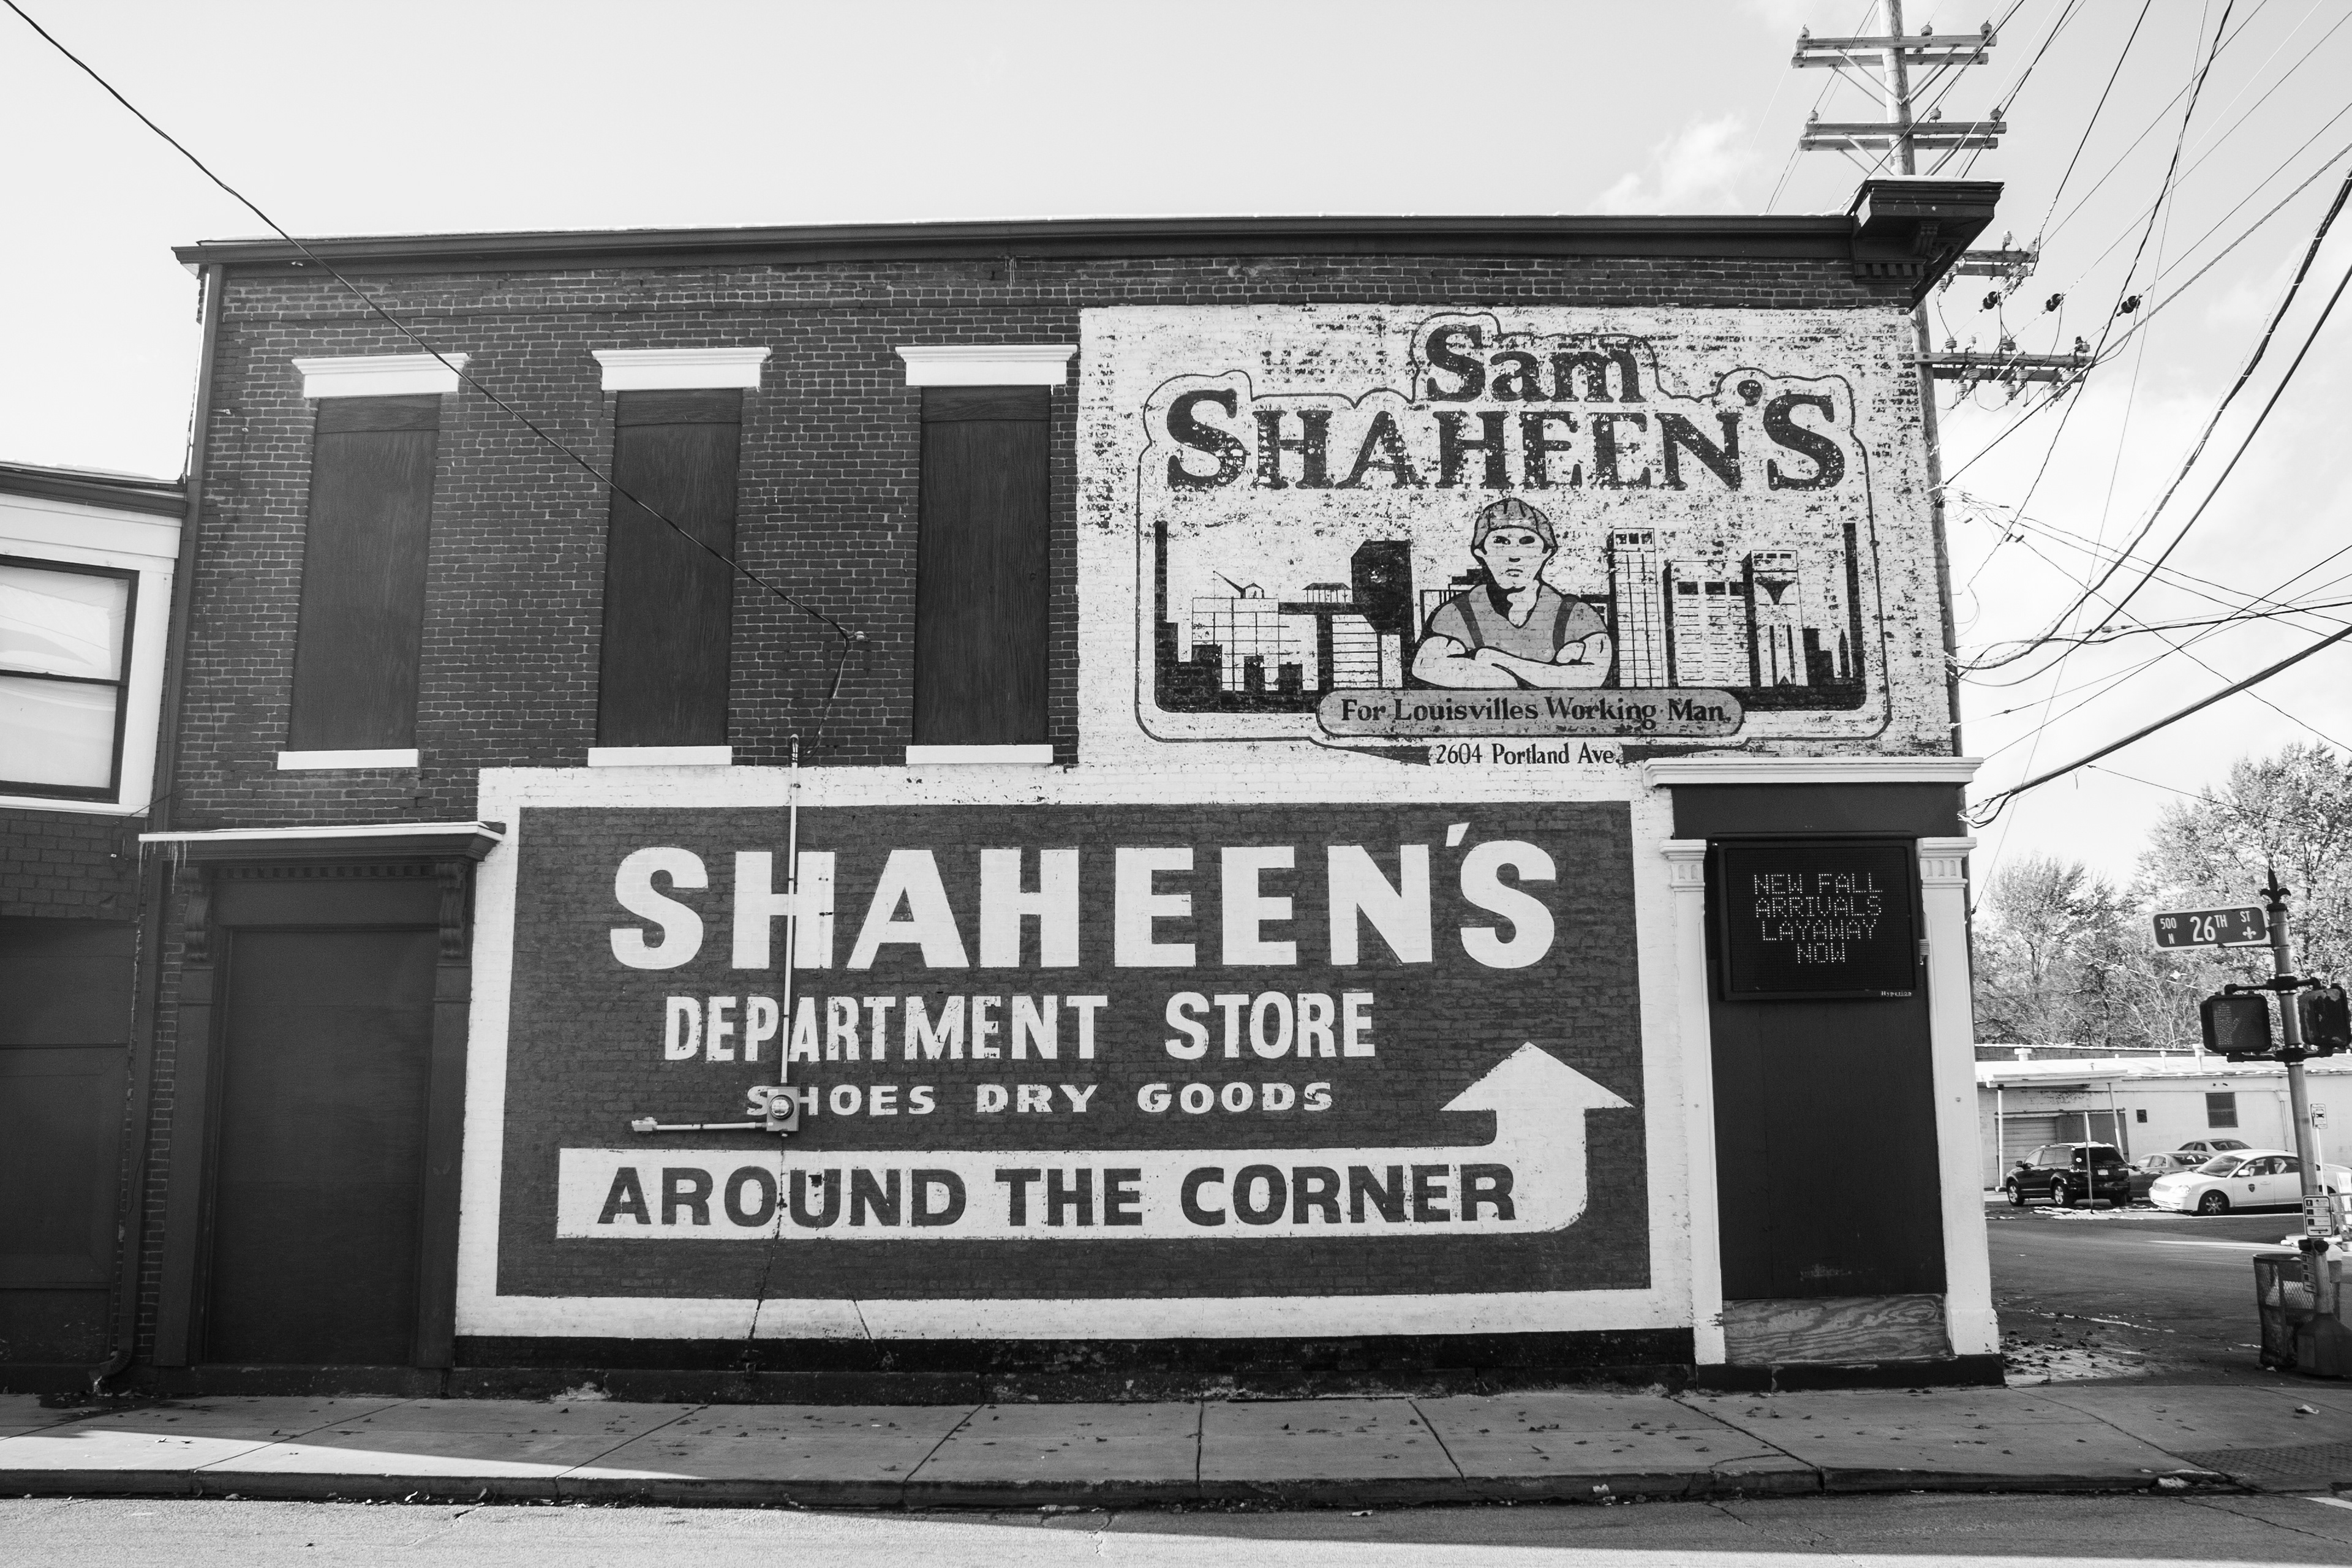 Sam
SHAHEEN'S
For Louisvilles Working Man.
2604 Portland Ave.
SHAHEEN'S
DEPARTMENT STORE
SHOES DRY GOODS
AROUND THE CORNER
NEW FALL
ARRIVALS
LAYAWAY
NOW
500 N 26TH ST